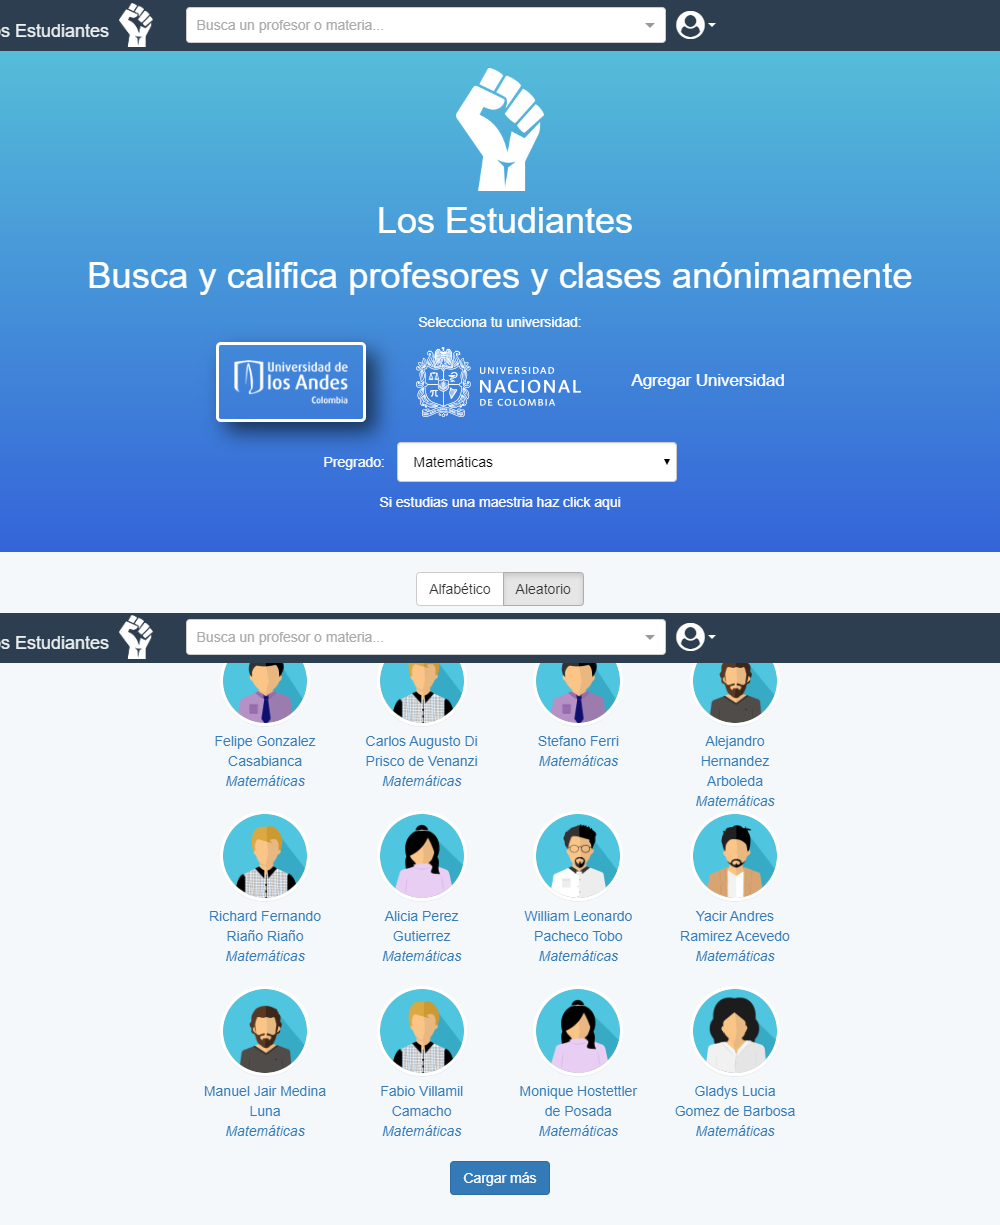 s Estudiantes
Busca un profesor o materia...
Los Estudiantes
Busca y califica profesores y clases anónimamente
Selecciona tu universidad:
Universidad de
los Andes
Colombia
UNIVERSIDAD
NACIONAL
DE COLOMBIA
Agregar Universidad
Pregrado:
Matemáticas
Si estudias una maestria haz click aqui
Alfabético
Aleatorio
s Estudiantes
Busca un profesor o materia...
Felipe Gonzalez
Casabianca
Matemáticas
Carlos Augusto Di
Prisco de Venanzi
Matemáticas
Stefano Ferri
Matemáticas
Alejandro
Hernandez
Arboleda
Matemáticas
Richard Fernando
Riaño Riaño
Matemáticas
Alicia Perez
Gutierrez
Matemáticas
William Leonardo
Pacheco Tobo
Matemáticas
Yacir Andres
Ramirez Acevedo
Matemáticas
Manuel Jair Medina
Luna
Matemáticas
Fabio Villamil
Camacho
Matemáticas
Monique Hostettler
de Posada
Matemáticas
Gladys Lucia
Gomez de Barbosa
Matemáticas
Cargar más